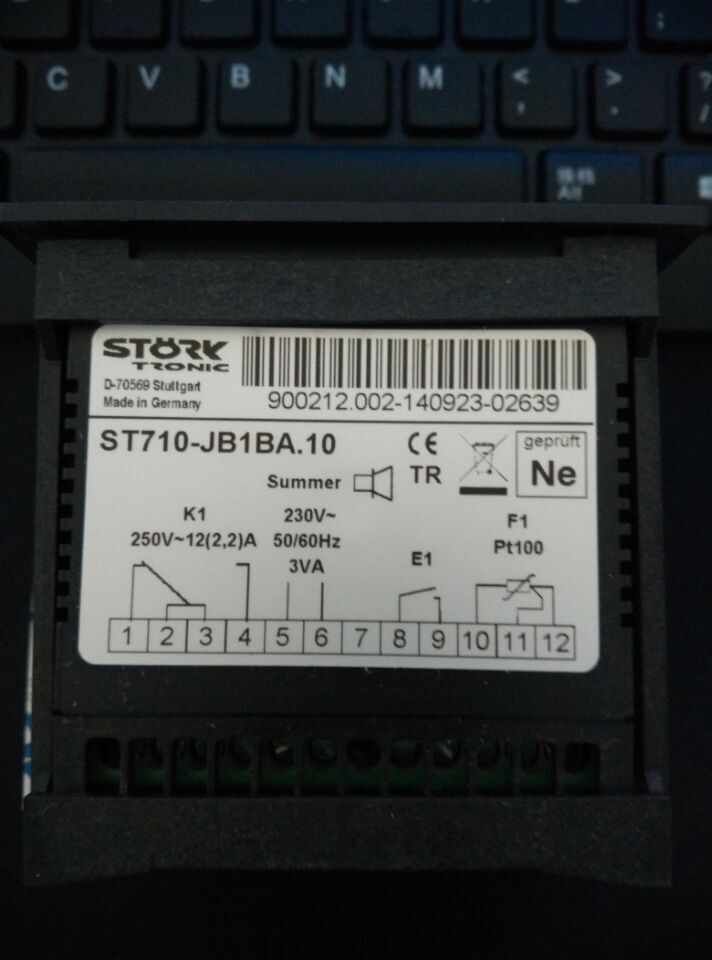 C V B N M < >
, . /
?
;
Alt
STÖRK
TRONIC
D-70569 Stuttgart
Made in Germany
900212.002-140923-02639
ST710-JB1BA.10
CE
TR
geprüft
Ne
Summer
K1
250V~12(2,2)A
230V~
50/60Hz
3VA
E1
F1
Pt100
1 2 3 4 5 6 7 8 9 10 11 12